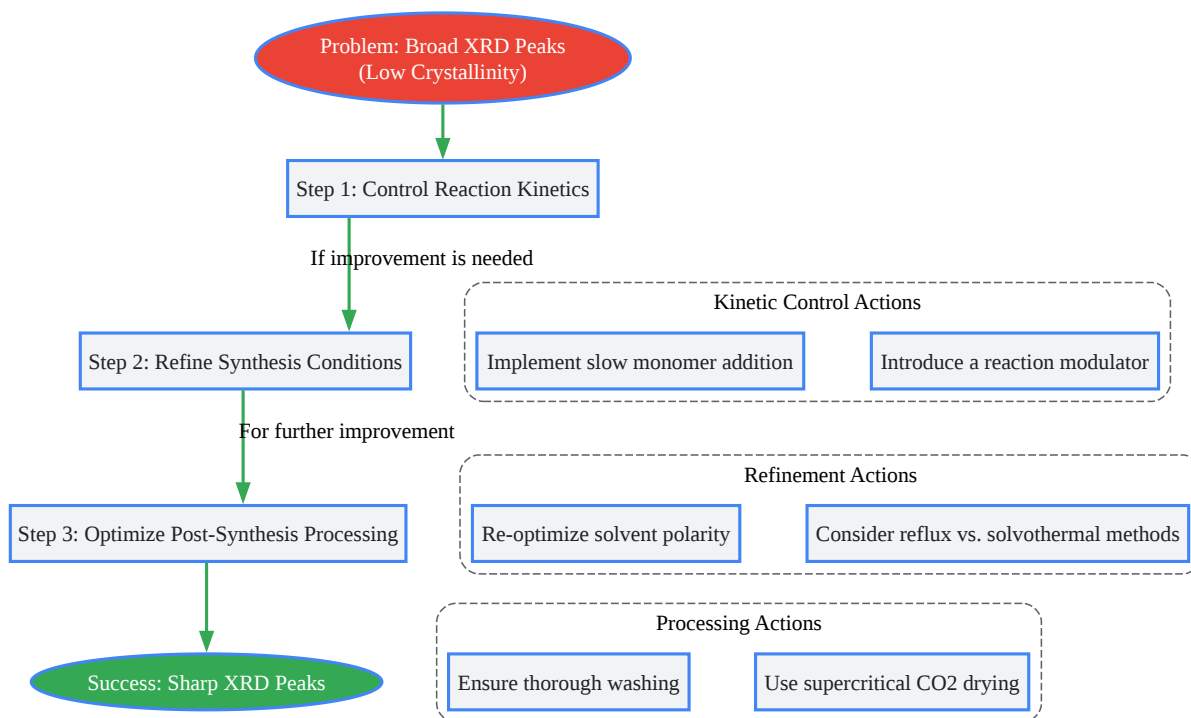 Problem: Broad XRD Peaks
(Low Crystallinity)
Step 1: Control Reaction Kinetics
If improvement is needed
Kinetic Control Actions
Step 2: Refine Synthesis Conditions
Implement slow monomer addition
Introduce a reaction modulator
For further improvement
Refinement Actions
Step 3: Optimize Post-Synthesis Processing
Re-optimize solvent polarity
Consider reflux vs. solvothermal methods
Processing Actions
Success: Sharp XRD Peaks
Ensure thorough washing
Use supercritical CO2 drying